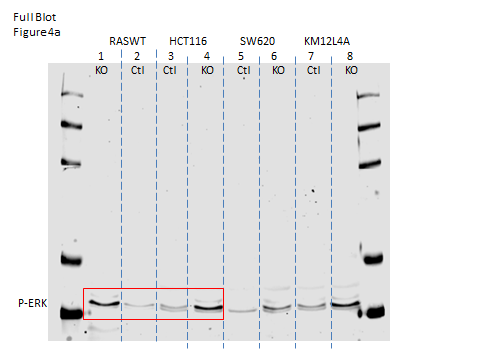 Full Blot
Figure4a
RASWT HCT116 SW620 KM12L4A
1 2 3 4 5 6 7 8
KO Ctl Ctl KO Ctl KO Ctl KO
P-ERK